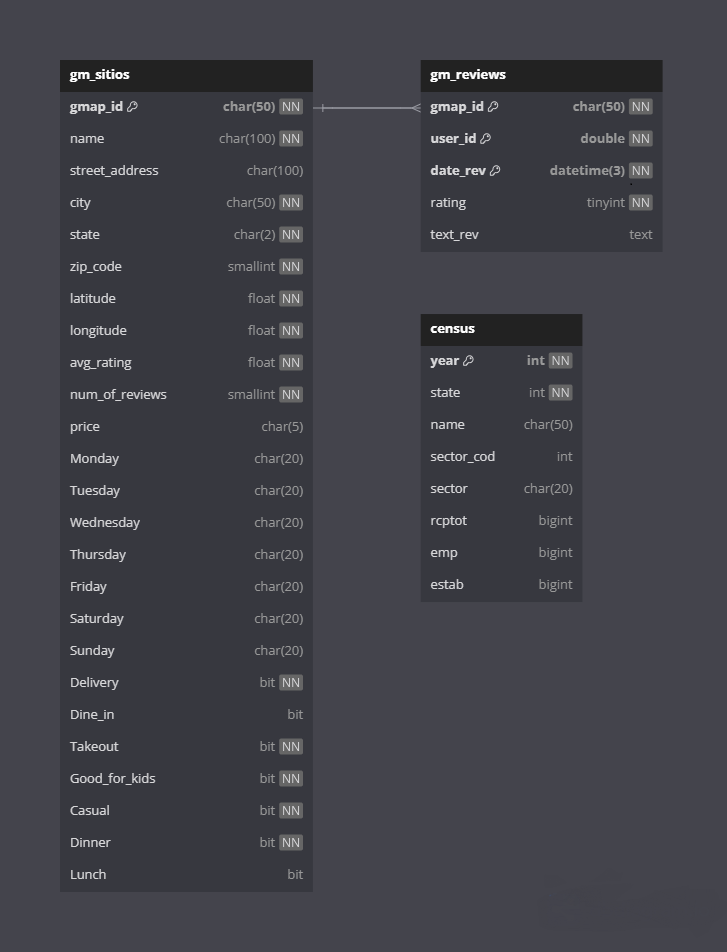 gm_sitios
gmap_id char(50) NN
name char(100) NN
street_address char(100)
city char(50) NN
state char(2) NN
zip_code smallint NN
latitude float NN
longitude float NN
avg_rating float NN
num_of_reviews smallint NN
price char(5)
Monday char(20)
Tuesday char(20)
Wednesday char(20)
Thursday char(20)
Friday char(20)
Saturday char(20)
Sunday char(20)
Delivery bit NN
Dine_in bit
Takeout bit NN
Good_for_kids bit NN
Casual bit NN
Dinner bit NN
Lunch bit
gm_reviews
gmap_id char(50) NN
user_id double NN
date_rev datetime(3) NN
rating tinyint NN
text_rev text
census
year int NN
state int NN
name char(50)
sector_cod int
sector char(20)
rcptot bigint
emp bigint
estab bigint